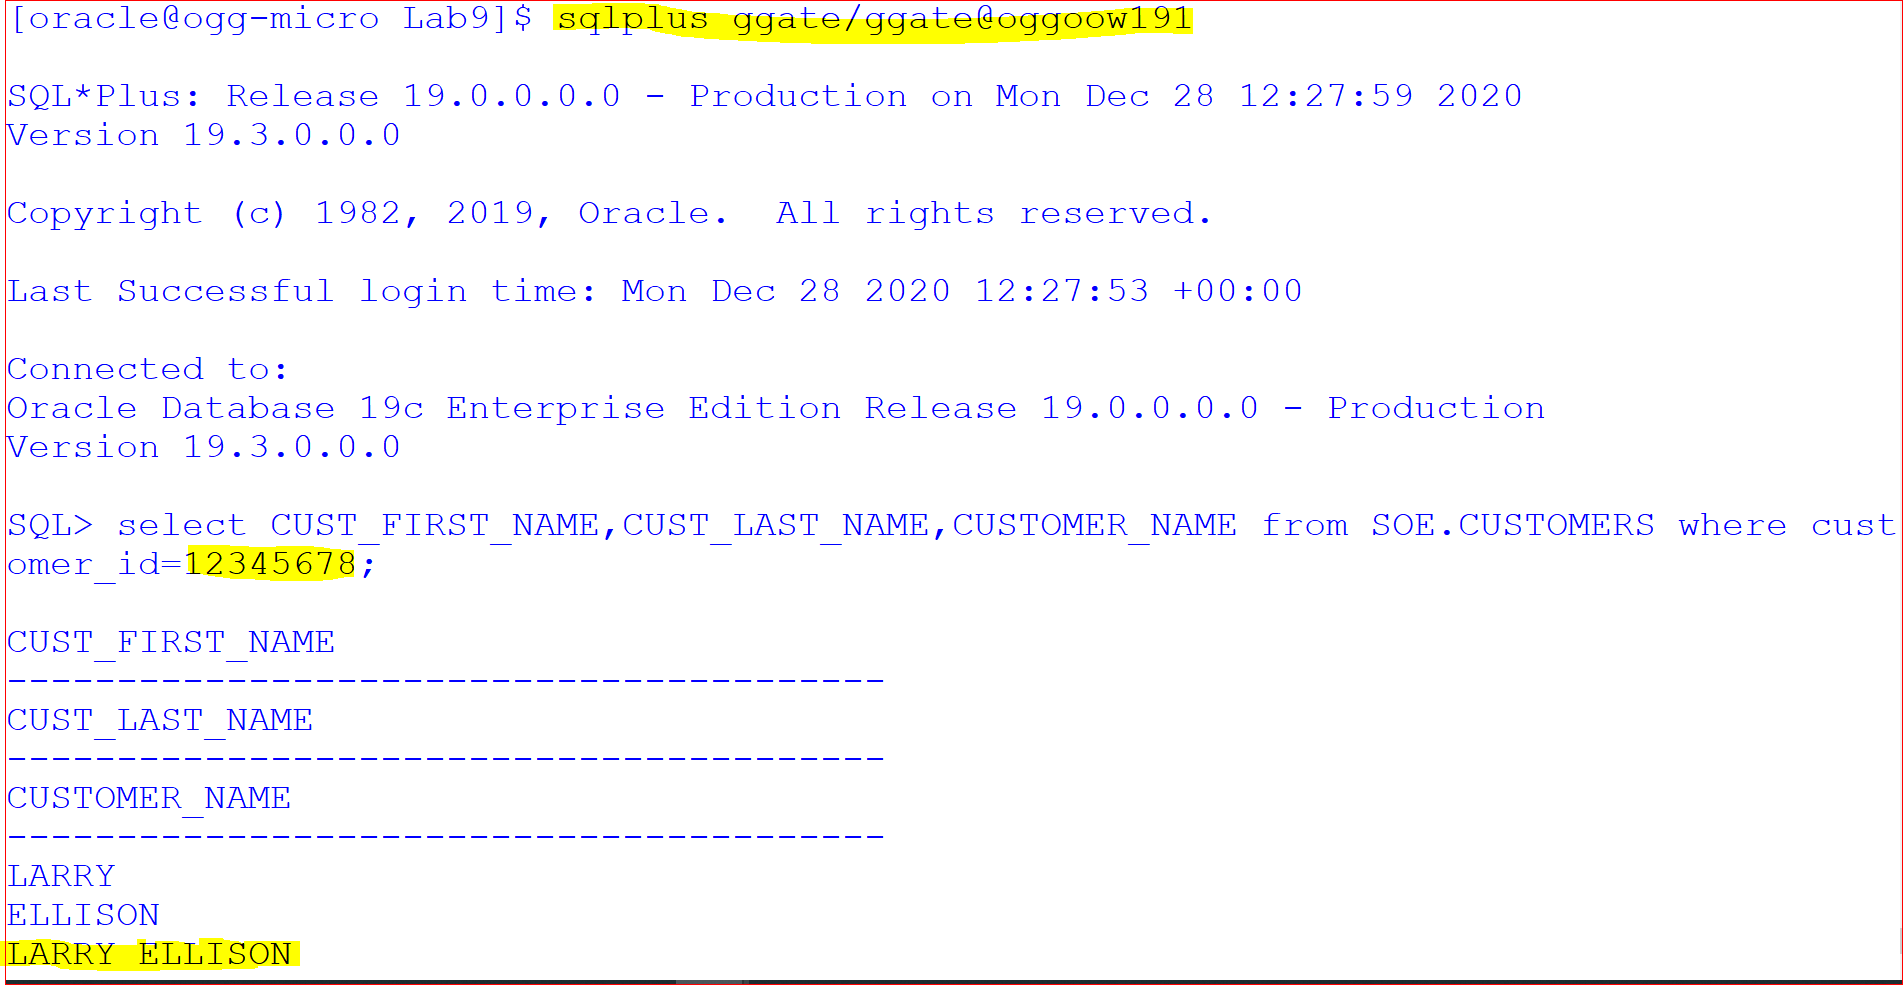 [oracle@ogg-micro Lab9]$ sqlplus ggate/ggate@oggoow191
SQL*Plus: Release 19.0.0.0.0 - Production on Mon Dec 28 12:27:59 2020
Version 19.3.0.0.0
Copyright (c) 1982, 2019, Oracle.  All rights reserved.
Last Successful login time: Mon Dec 28 2020 12:27:53 +00:00
Connected to:
Oracle Database 19c Enterprise Edition Release 19.0.0.0.0 - Production
Version 19.3.0.0.0
SQL> select CUST_FIRST_NAME,CUST_LAST_NAME,CUSTOMER_NAME from SOE.CUSTOMERS where cust
omer_id=12345678;
CUST_FIRST_NAME
----------------------------------------
CUST_LAST_NAME
----------------------------------------
CUSTOMER_NAME
----------------------------------------
LARRY
ELLISON
LARRY ELLISON